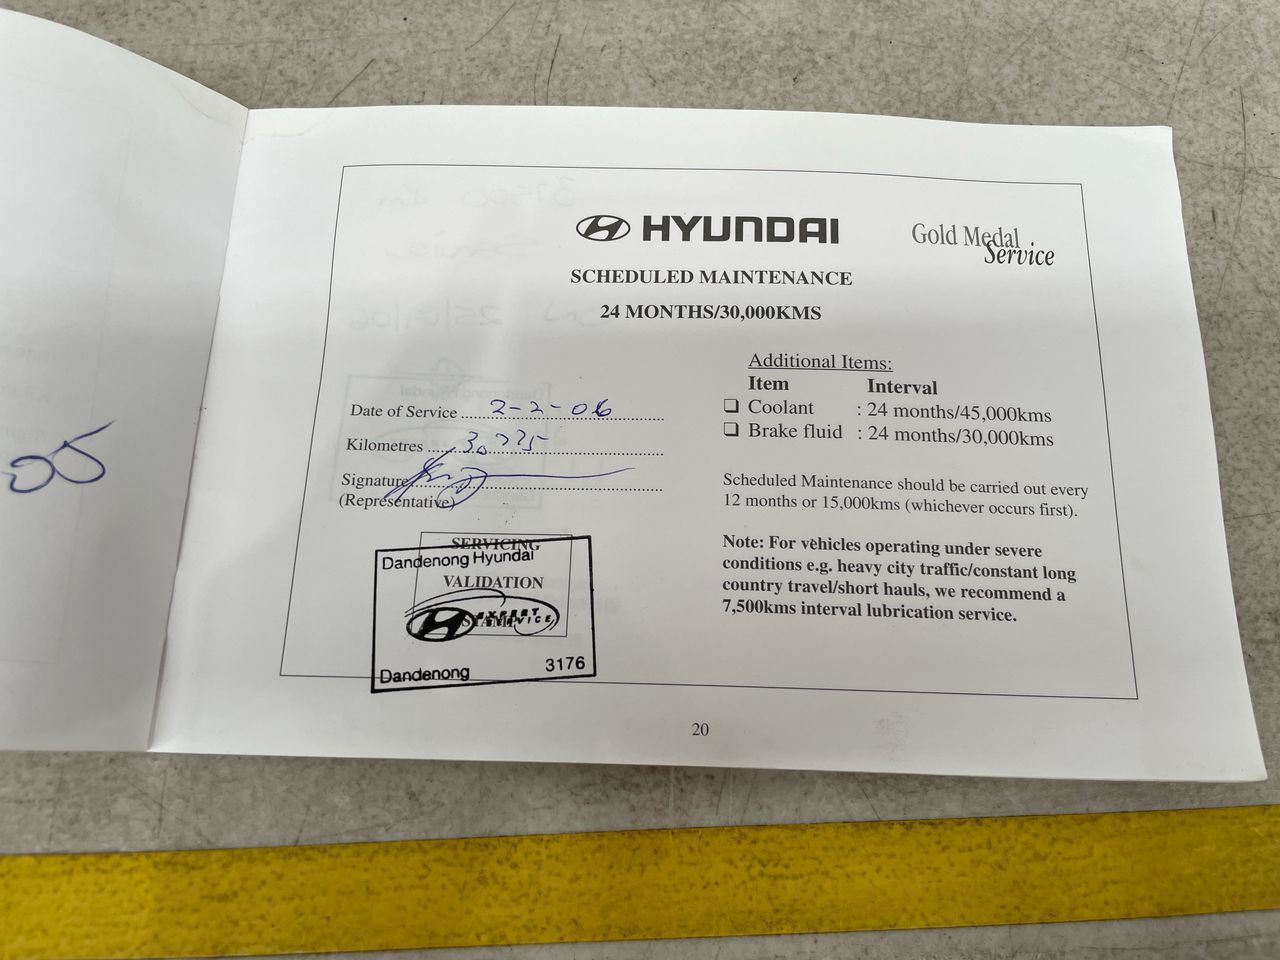 05
HYUNDAI
Gold Medal
Service
SCHEDULED MAINTENANCE
24 MONTHS/30,000KMS
Date of Service 2-2-06
Kilometres
Signature
(Representative)
SERVICING
VALIDATION
STAMP
Dandenong Hyundai
EXPERT
SERVICE
Dandenong 3176
Additional Items:
Item Interval
❑ Coolant : 24 months/45,000kms
❑ Brake fluid : 24 months/30,000kms
Scheduled Maintenance should be carried out every
12 months or 15,000kms (whichever occurs first).
Note: For vehicles operating under severe
conditions e.g. heavy city traffic/constant long
country travel/short hauls, we recommend a
7,500kms interval lubrication service.
20